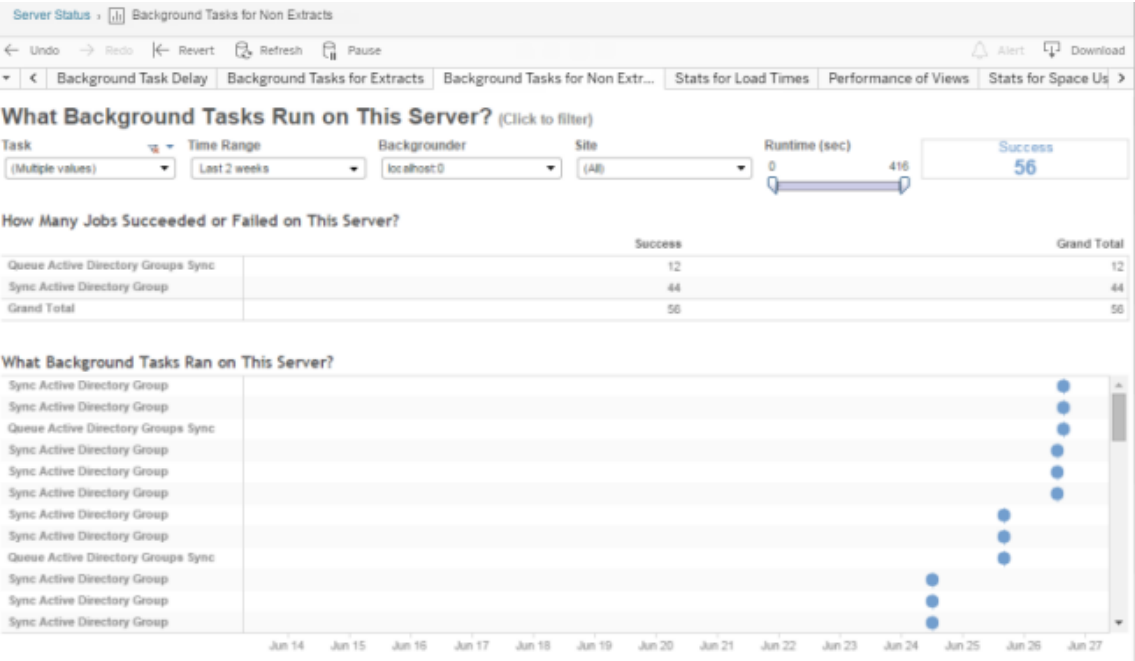 Server Status › Background Tasks for Non Extracts
← Undo → Redo |← Revert Refresh Pause Alert Download
Background Task Delay Background Tasks for Extracts Background Tasks for Non Extr... Stats for Load Times Performance of Views Stats for Space Us
What Background Tasks Run on This Server? (Click to filter)
Task Time Range Backgrounder Site Runtime (sec) Success
(Multiple values) Last 2 weeks localhost:0 (All) 0 416 56
How Many Jobs Succeeded or Failed on This Server?
Success Grand Total
Queue Active Directory Groups Sync 12 12
Sync Active Directory Group 44 44
Grand Total 56 56
What Background Tasks Ran on This Server?
Sync Active Directory Group
Sync Active Directory Group
Queue Active Directory Groups Sync
Sync Active Directory Group
Sync Active Directory Group
Sync Active Directory Group
Sync Active Directory Group
Sync Active Directory Group
Queue Active Directory Groups Sync
Sync Active Directory Group
Sync Active Directory Group
Sync Active Directory Group
Jun 14 Jun 15 Jun 16 Jun 17 Jun 18 Jun 19 Jun 20 Jun 21 Jun 22 Jun 23 Jun 24 Jun 25 Jun 26 Jun 27